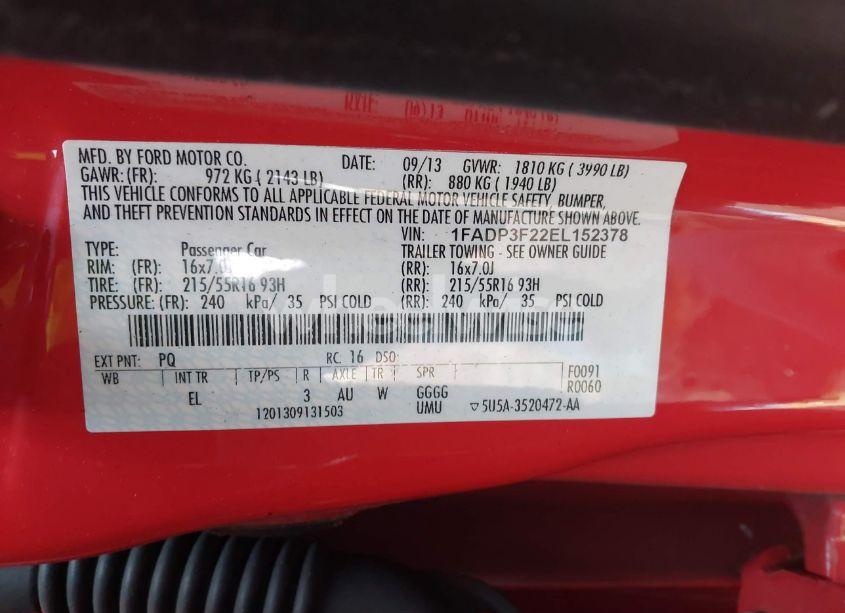 MFD. BY FORD MOTOR CO. DATE: 09/13 GVWR: 1810 KG ( 3990 LB)
GAWR:(FR): 972 KG ( 2143 LB) (RR): 880 KG ( 1940 LB)
THIS VEHICLE CONFORMS TO ALL APPLICABLE FEDERAL MOTOR VEHICLE SAFETY, BUMPER,
AND THEFT PREVENTION STANDARDS IN EFFECT ON THE DATE OF MANUFACTURE SHOWN ABOVE.
VIN: 1FADP3F22EL152378
TYPE: Passenger Car TRAILER TOWING - SEE OWNER GUIDE
RIM: (FR): 16x7.0J (RR): 16x7.0J
TIRE: (FR): 215/55R16 93H (RR): 215/55R16 93H
PRESSURE: (FR): 240 kPa/ 35 PSI COLD (RR): 240 kPa/ 35 PSI COLD
EXT PNT: PQ RC: 16 DSO:
WB INT TR TP/PS R AXLE TR SPR F0091
R0060
EL 3 AU W GGGG
1201309131503 UMU ▽5U5A-3520472-AA